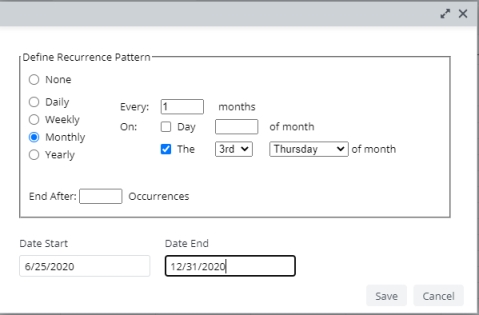 Define Recurrence Pattern
None
Daily
Weekly
Monthly
Yearly
Every: 1 months
On: Day of month
The 3rd Thursday of month
End After: Occurrences
Date Start Date End
6/25/2020 12/31/2020
Save Cancel